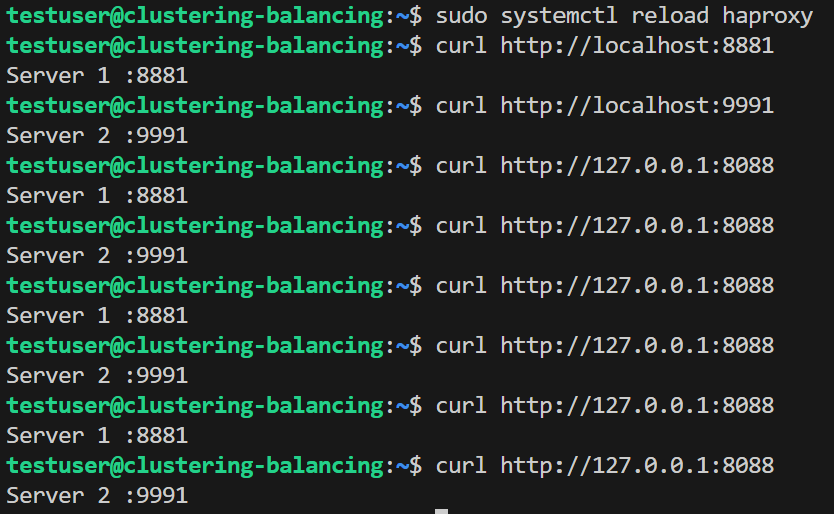 testuser@clustering-balancing:~$ sudo systemctl reload haproxy
testuser@clustering-balancing:~$ curl http://localhost:8881
Server 1 :8881
testuser@clustering-balancing:~$ curl http://localhost:9991
Server 2 :9991
testuser@clustering-balancing:~$ curl http://127.0.0.1:8088
Server 1 :8881
testuser@clustering-balancing:~$ curl http://127.0.0.1:8088
Server 2 :9991
testuser@clustering-balancing:~$ curl http://127.0.0.1:8088
Server 1 :8881
testuser@clustering-balancing:~$ curl http://127.0.0.1:8088
Server 2 :9991
testuser@clustering-balancing:~$ curl http://127.0.0.1:8088
Server 1 :8881
testuser@clustering-balancing:~$ curl http://127.0.0.1:8088
Server 2 :9991